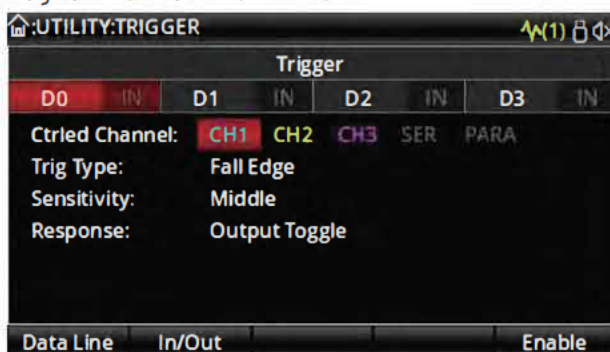 :UTILITY:TRIGGER (1)
Trigger
D0 IN D1 IN D2 IN D3 IN
Ctrled Channel: CH1 CH2 CH3 SER PARA
Trig Type: Fall Edge
Sensitivity: Middle
Response: Output Toggle
Data Line In/Out Enable